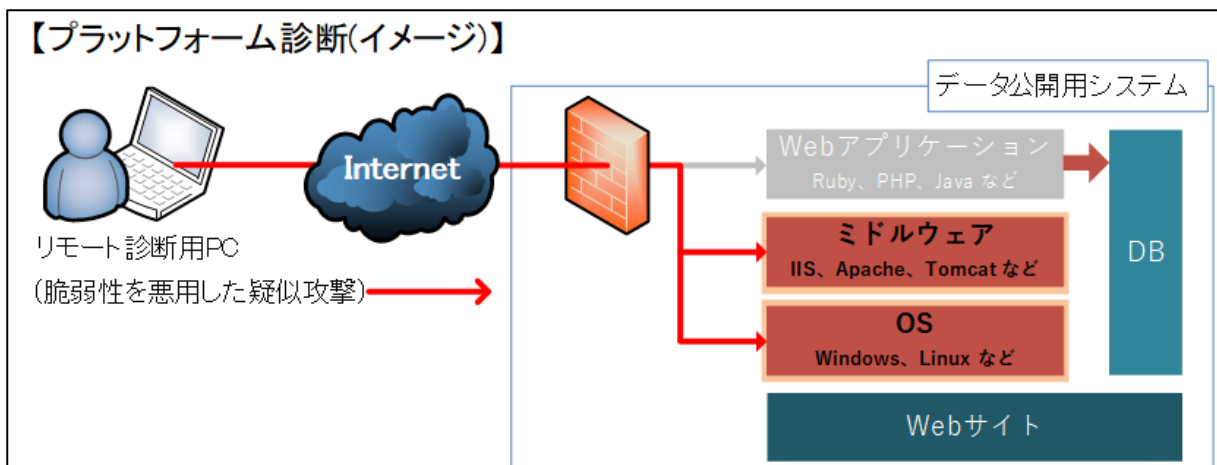 【プラットフォーム診断(イメージ)】
データ公開用システム
Internet
Webアプリケーション
Ruby、PHP、Java など
ミドルウェア
IIS、Apache、Tomcat など
OS
Windows、Linux など
DB
Webサイト
リモート診断用PC
(脆弱性を悪用した疑似攻撃)